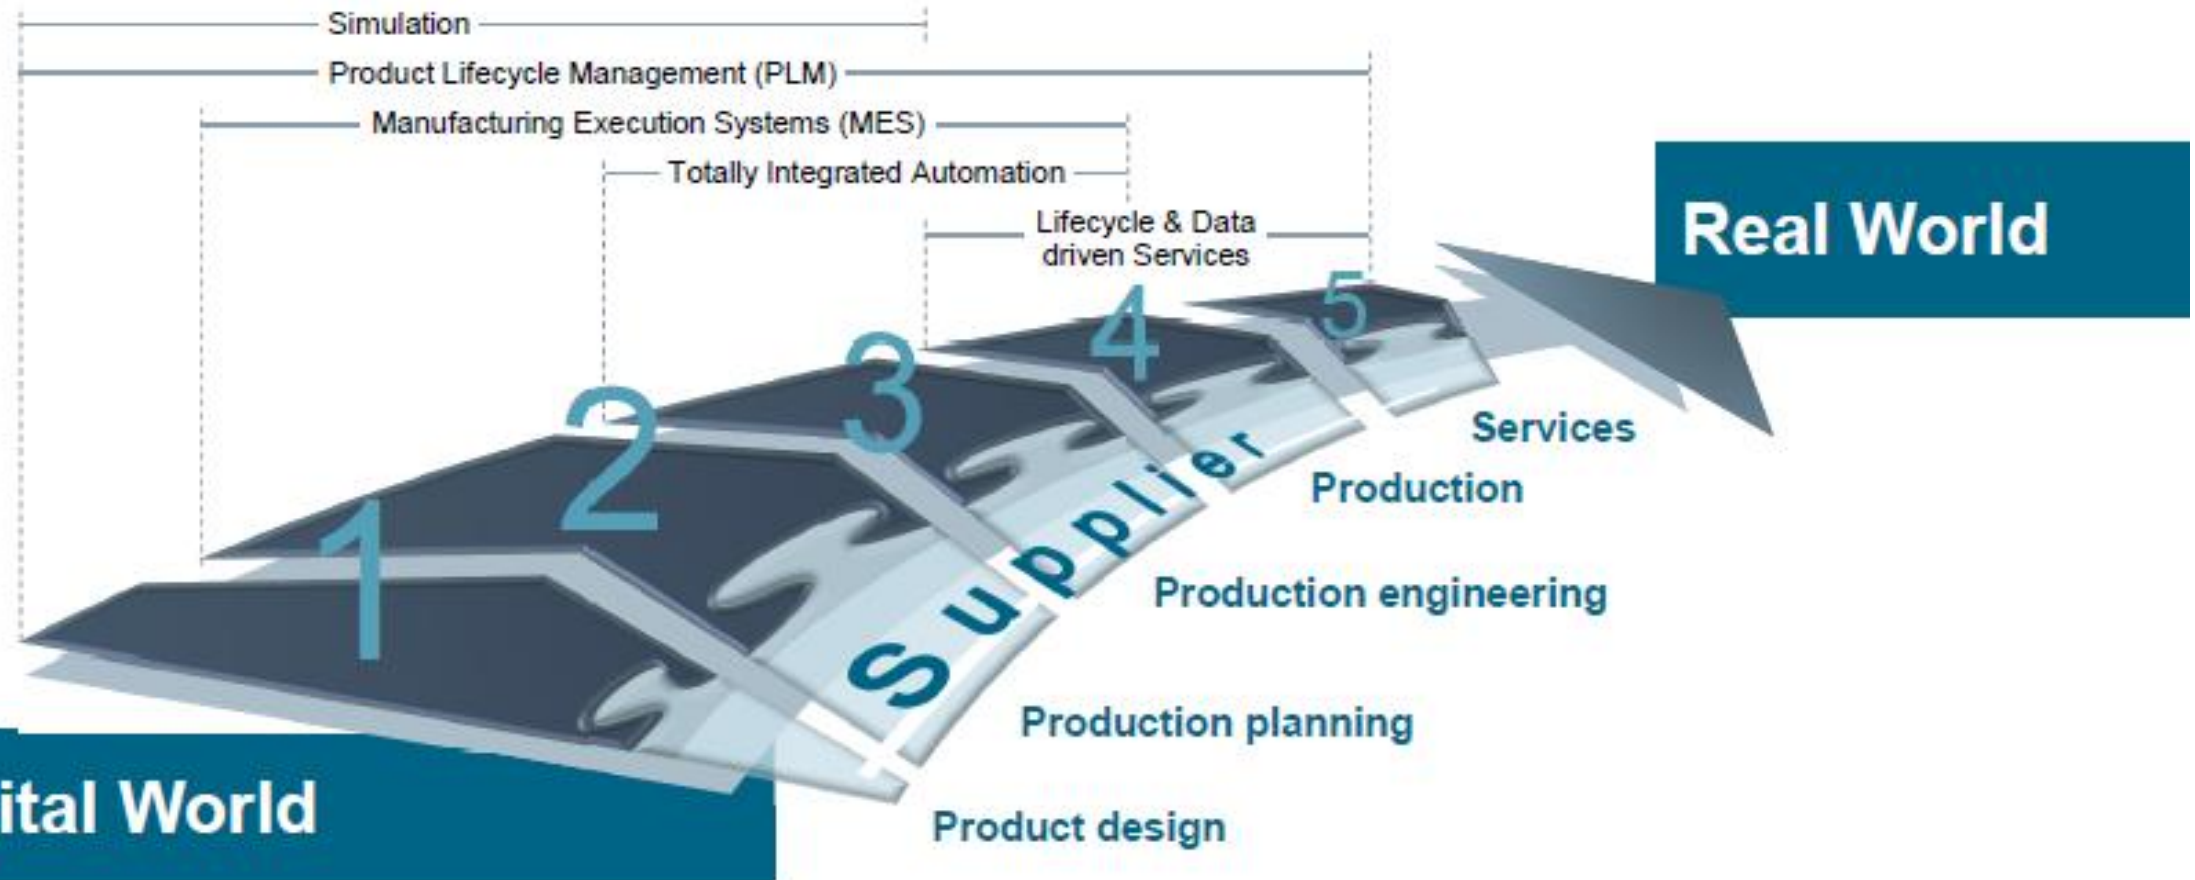 Simulation
Product Lifecycle Management (PLM)
Manufacturing Execution Systems (MES)
Totally Integrated Automation
Lifecycle & Data
driven Services
Real World
5
4
3
2
1
Supplier
Services
Production
Production engineering
Production planning
Product design
ital World